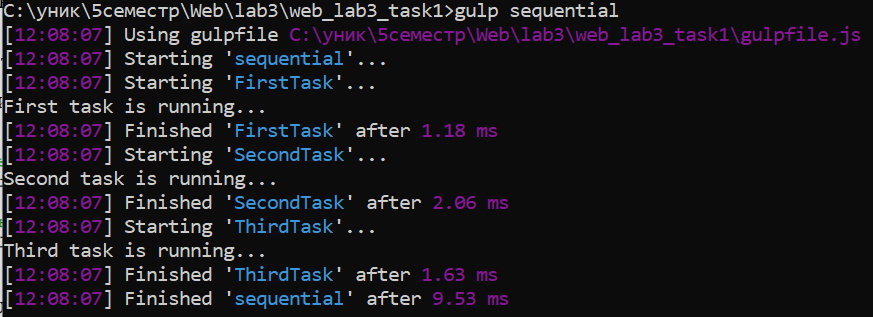 C:\уник\5семестр\Web\lab3\web_lab3_task1>gulp sequential
[12:08:07] Using gulpfile C:\уник\5семестр\Web\lab3\web_lab3_task1\gulpfile.js
[12:08:07] Starting 'sequential'...
[12:08:07] Starting 'FirstTask'...
First task is running...
[12:08:07] Finished 'FirstTask' after 1.18 ms
[12:08:07] Starting 'SecondTask'...
Second task is running...
[12:08:07] Finished 'SecondTask' after 2.06 ms
[12:08:07] Starting 'ThirdTask'...
Third task is running...
[12:08:07] Finished 'ThirdTask' after 1.63 ms
[12:08:07] Finished 'sequential' after 9.53 ms